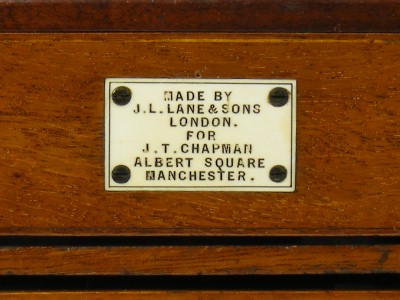 MADE BY
J.L.LANE & SONS
LONDON.
FOR
J.T.CHAPMAN
ALBERT SQUARE
MANCHESTER.